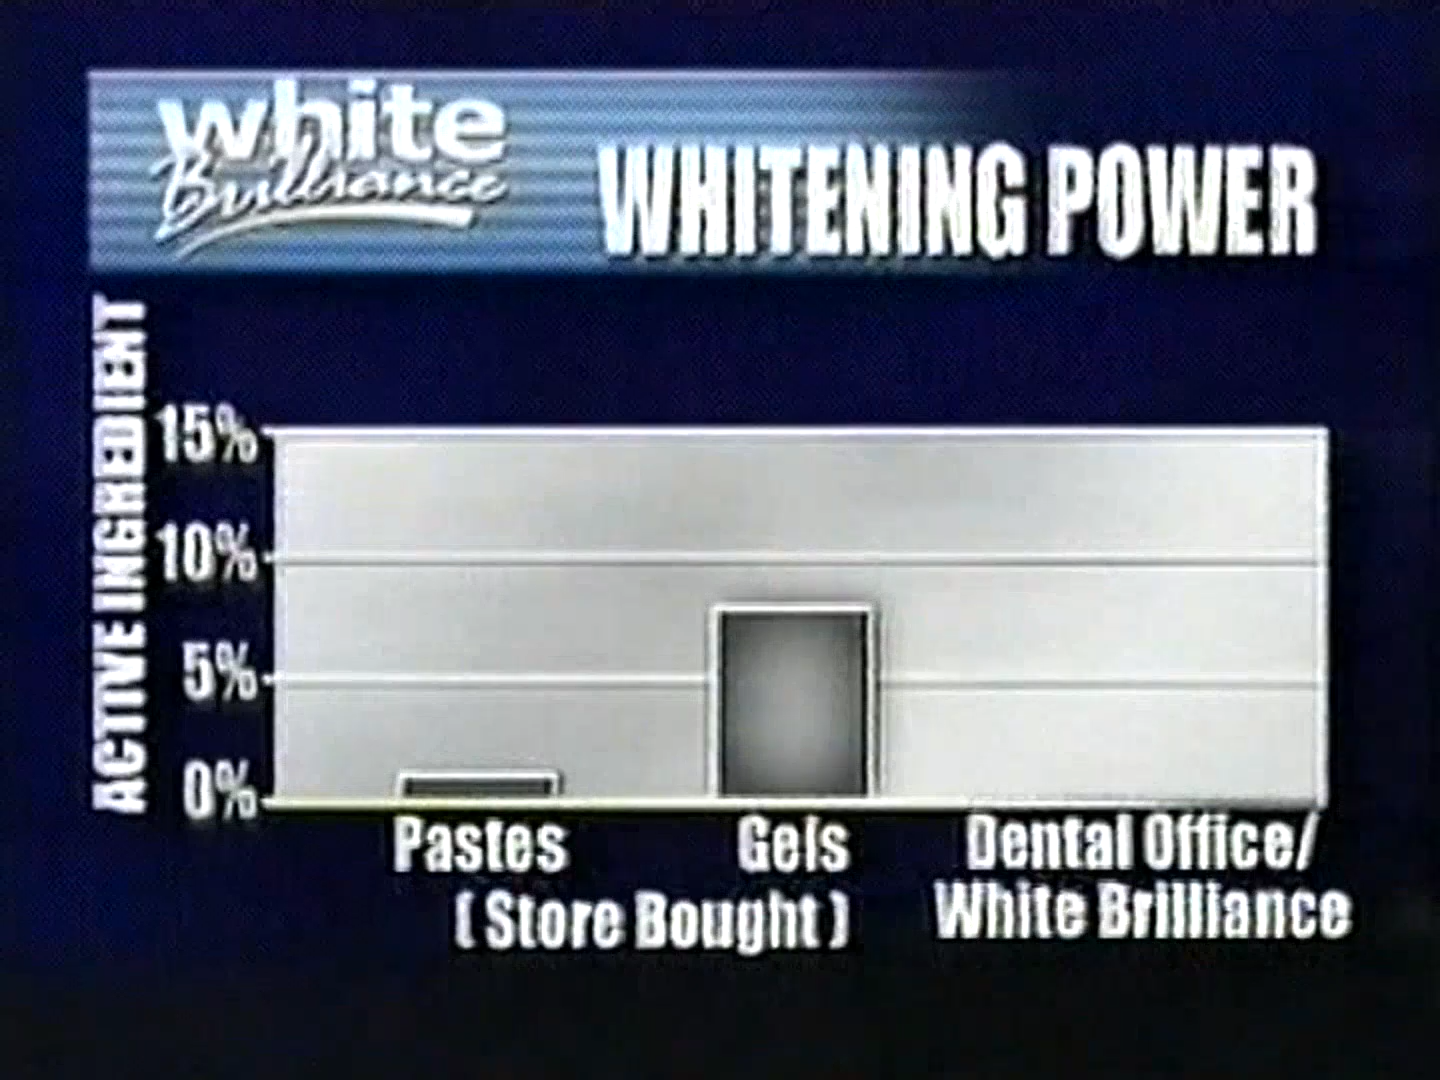 white
Brilliance
WHITENING POWER
ACTIVE INGREDIENT
15%
10%
5%
0%
Pastes
Gels
Dental Office/
White Brilliance
( Store Bought )